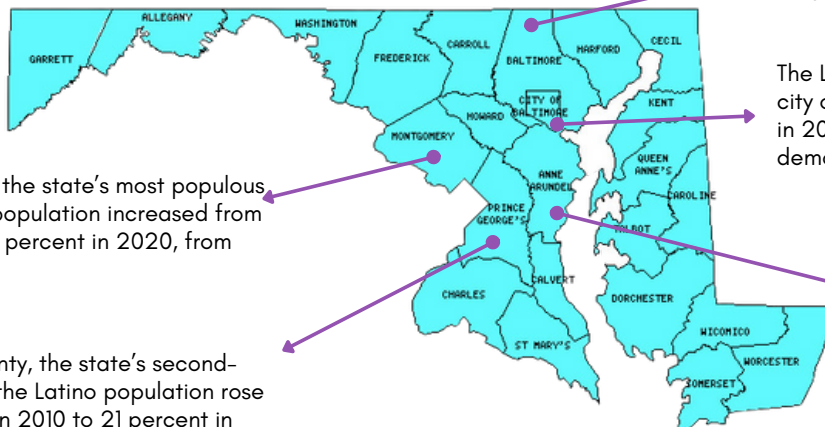 ALLEGANY
WASHINGTON
GARRETT
FREDERICK
CARROLL
BALTIMORE
HARFORD
CECIL
The L
city o
in 20
demo
CITY OF
BALTIMORE
KENT
HOWARD
MONTGOMERY
QUEEN
ANNE'S
ANNE
ARUNDEL
CAROLINE
the state's most populous
population increased from
percent in 2020, from
PRINCE
GEORGE'S
TALBOT
CALVERT
CHARLES
DORCHESTER
ST MARY'S
WICOMICO
WORCESTER
SOMERSET
nty, the state's second-
the Latino population rose
n 2010 to 21 percent in